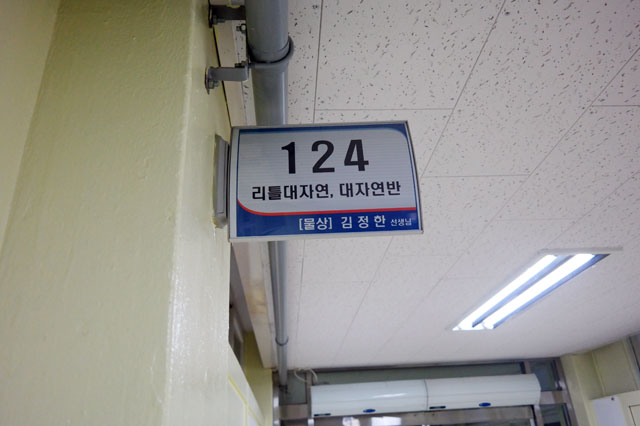 124
리틀대자연, 대자연반
[물상] 김정한 선생님